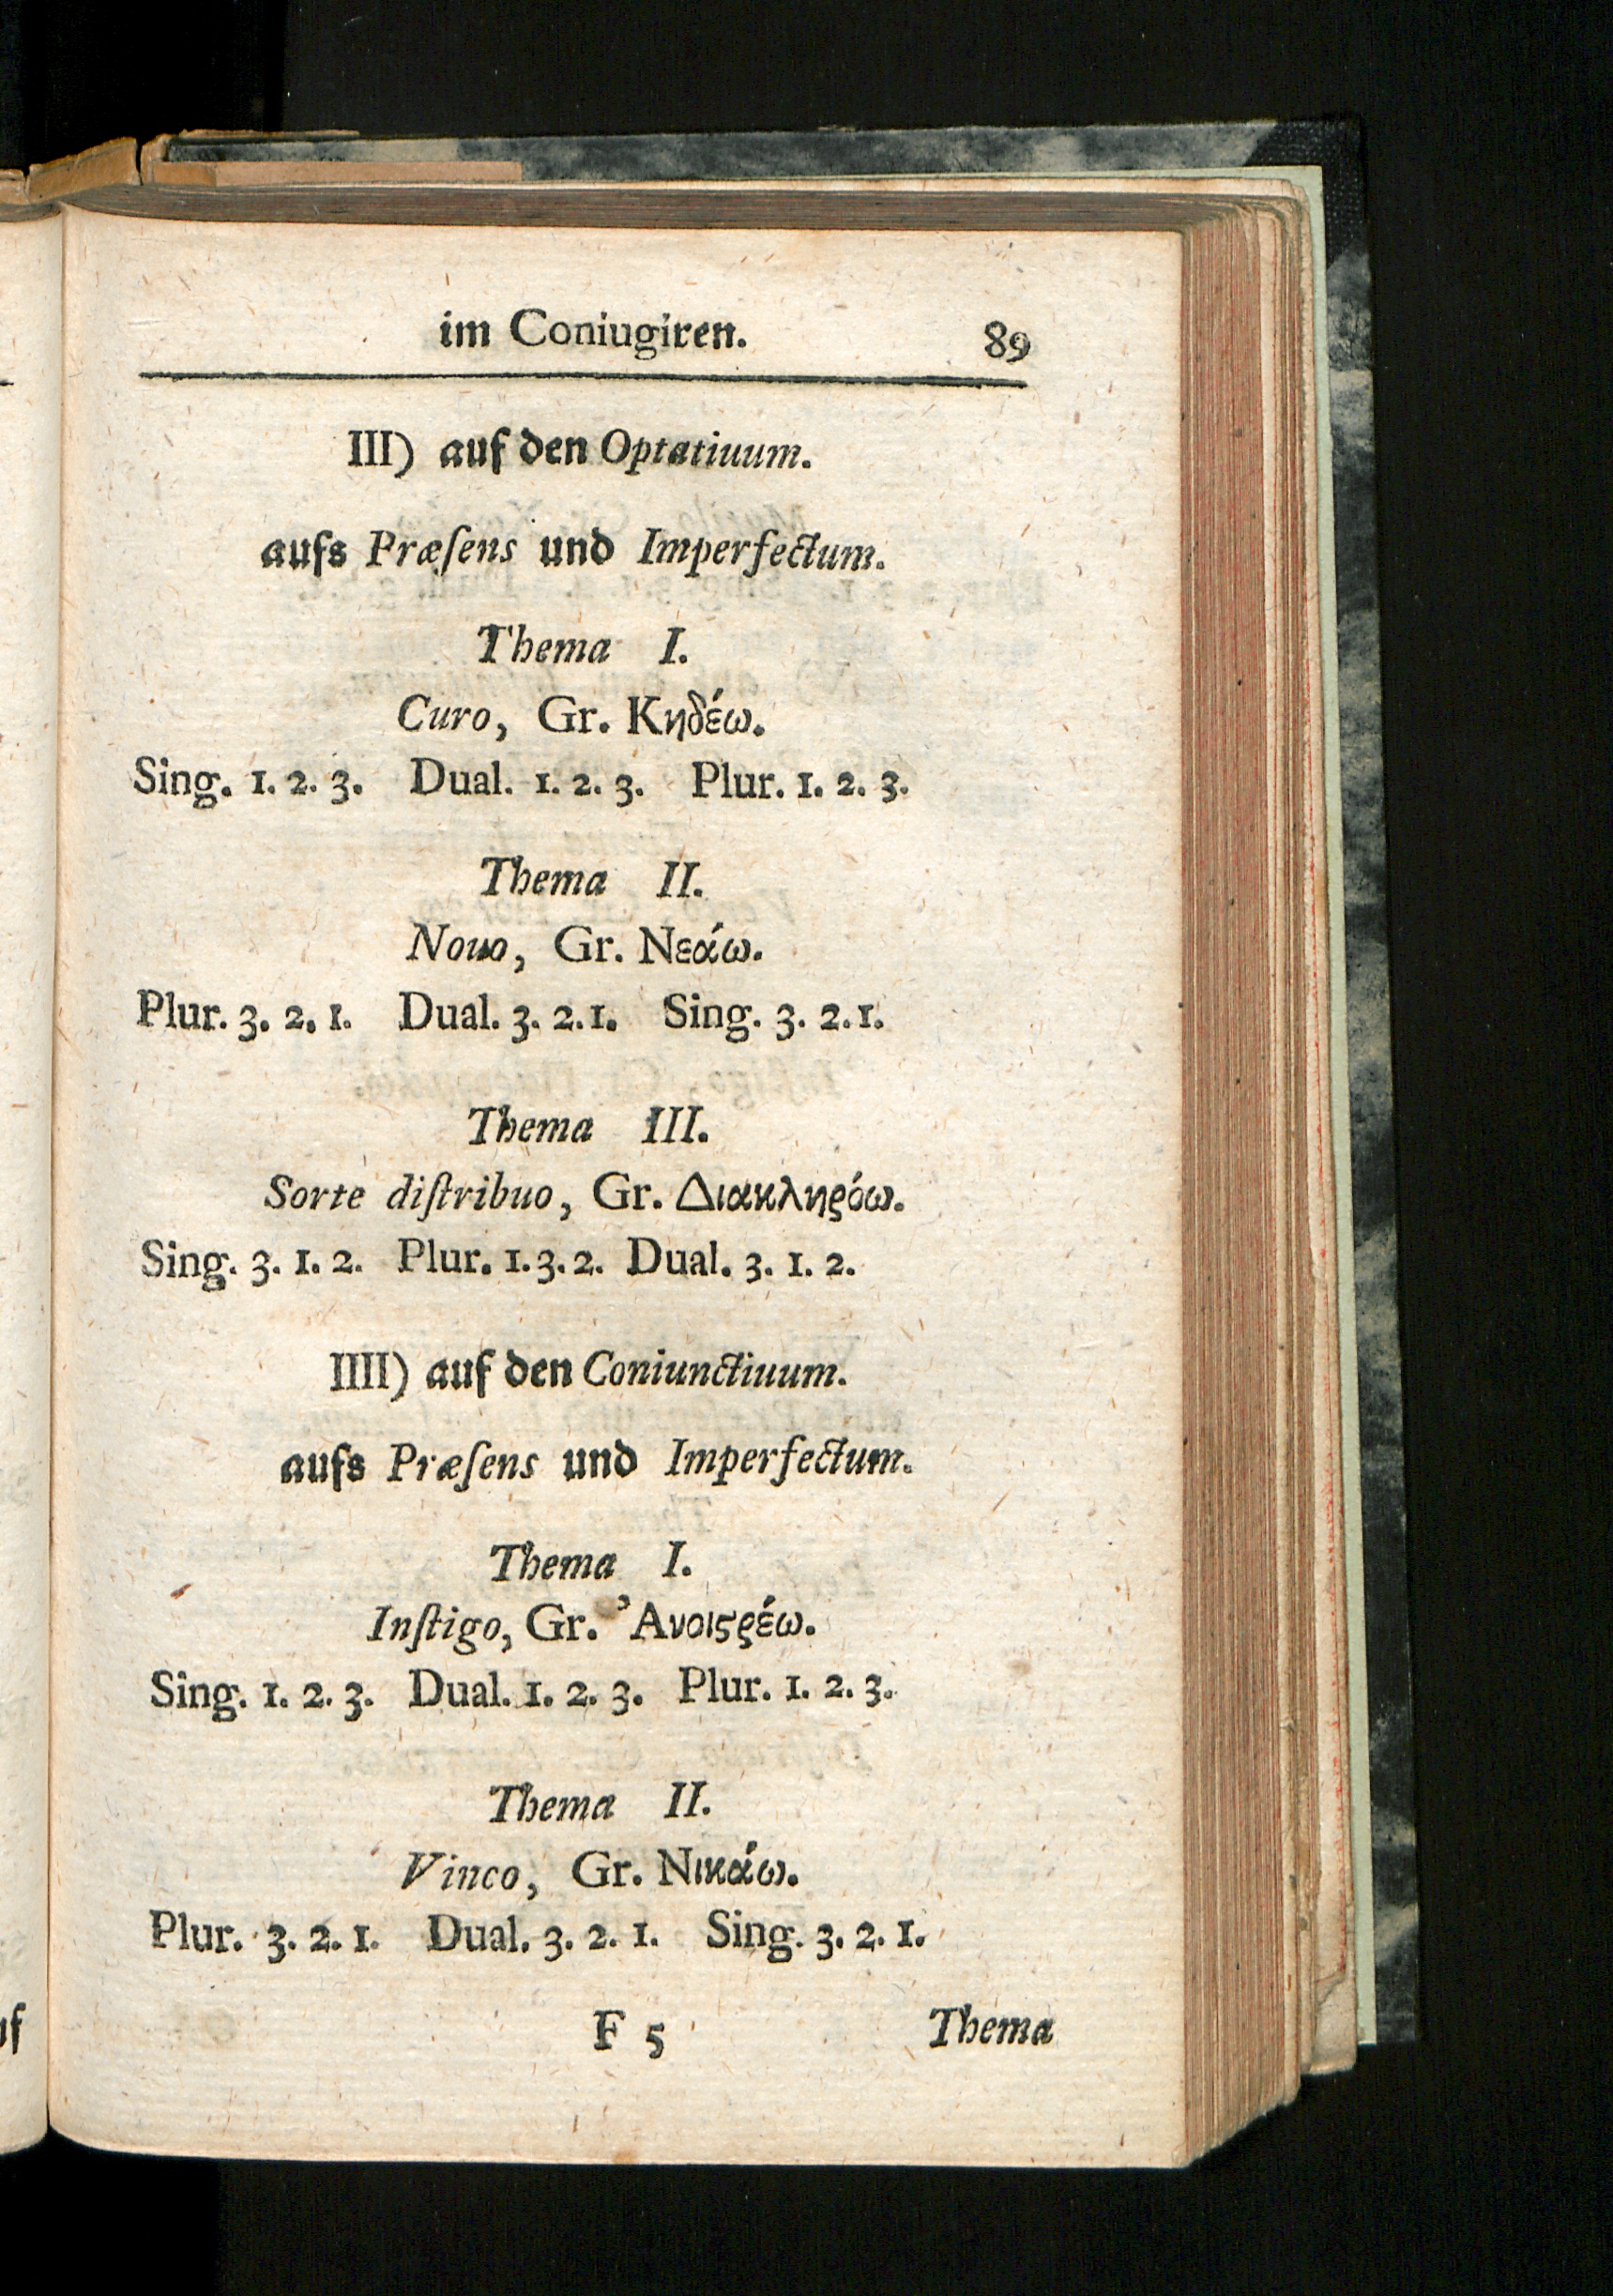 im Coniugiren. 89
III) auf den Optatiuum.
aufs Præſens und Imperfectum.
Thema I.
Curo, Gr. Κηδέω.
Sing. 1. 2. 3. Dual. 1. 2. 3. Plur. 1. 2. 3.
Thema II.
Nouo, Gr. Νεάω.
Plur. 3. 2. 1. Dual. 3. 2. 1. Sing. 3. 2. 1.
Thema III.
Sorte diſtribuo, Gr. Διακληρόω.
Sing. 3. 1. 2. Plur. 1. 3. 2. Dual. 3. 1. 2.
IIII) auf den Coniunctiuum.
aufs Præſens und Imperfectum.
Thema I.
Inſtigo, Gr. Ἀνοιϛρέω.
Sing. 1. 2. 3. Dual. 1. 2. 3. Plur. 1. 2. 3.
Thema II.
Vinco, Gr. Νικάω.
Plur. 3. 2. 1. Dual. 3. 2. 1. Sing. 3. 2. 1.
F 5 Thema